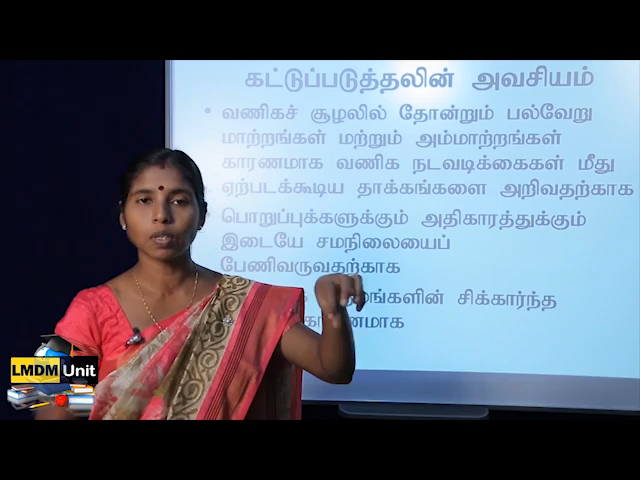 கட்டுப்படுத்தலின் அவசியம்
• வணிகச் சூழலில் தோன்றும் பல்வேறு
மாற்றங்கள் மற்றும் அம்மாற்றங்கள்
காரணமாக வணிக நடவடிக்கைகள் மீது
ஏற்படக்கூடிய தாக்கங்களை அறிவதற்காக
பொறுப்புக்களுக்கும் அதிகாரத்துக்கும்
இடையே சமநிலையைப்
பேணிவருவதற்காக
சிக்கார்ந்த
LMDM Unit